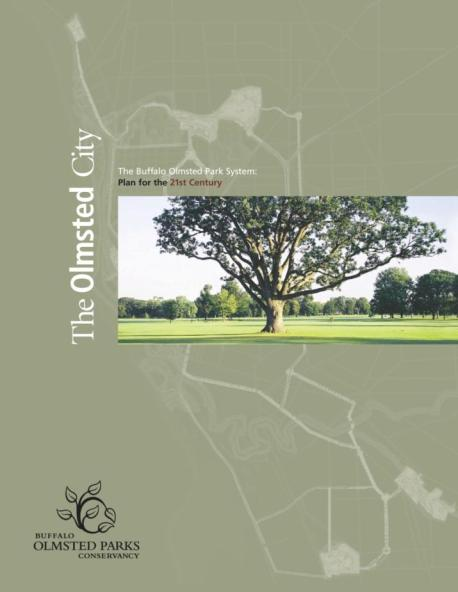 The Olmsted City
The Buffalo Olmsted Park System:
Plan for the 21st Century
BUFFALO
OLMSTED PARKS
CONSERVANCY